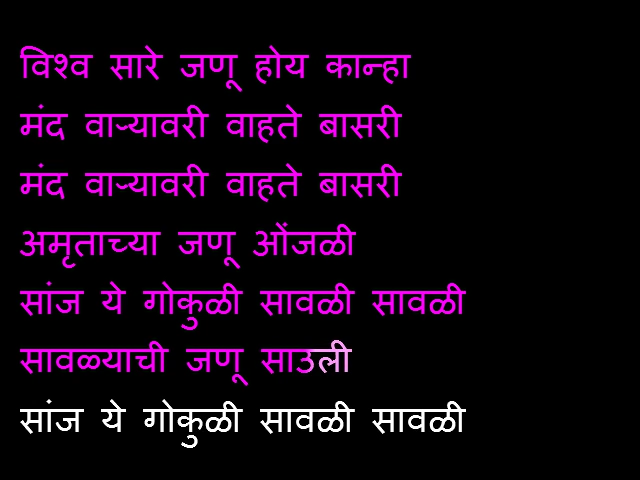 विश्व सारे जणू होय कान्हा
मंद वाऱ्यावरी वाहते बासरी
मंद वाऱ्यावरी वाहते बासरी
अमृताच्या जणू ओंजळी
सांज ये गोकुळी सावळी सावळी
सावळ्याची जणू साउली
सांज ये गोकुळी सावळी सावळी